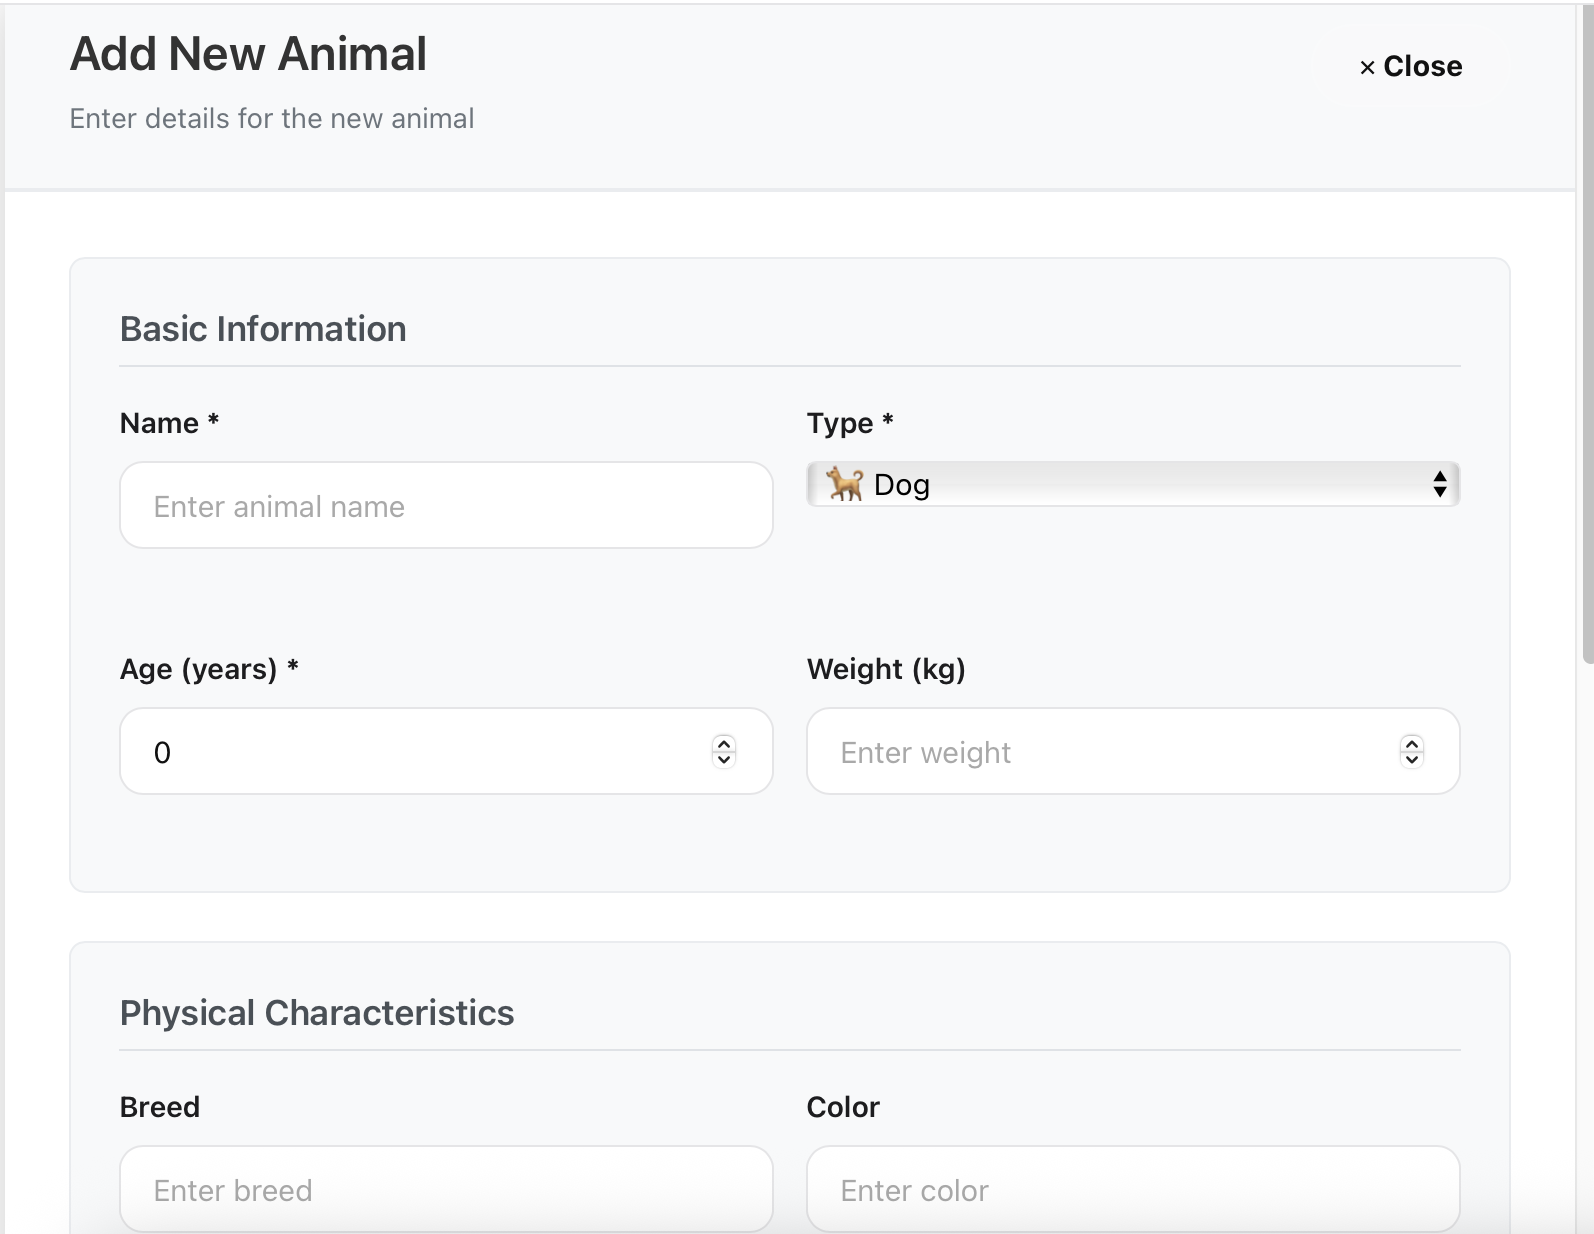 Add New Animal
× Close
Enter details for the new animal
Basic Information
Name *
Type *
Enter animal name
🐕 Dog
Age (years) *
Weight (kg)
0
Enter weight
Physical Characteristics
Breed
Color
Enter breed
Enter color